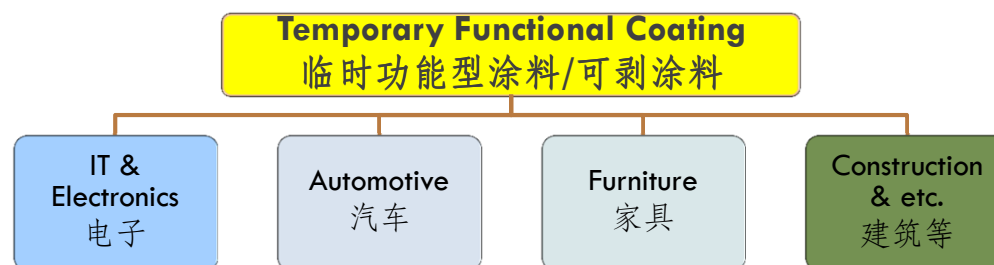 Temporary Functional Coating
临时功能型涂料/可剥涂料
IT &
Electronics
电子
Automotive
汽车
Furniture
家具
Construction
& etc.
建筑等